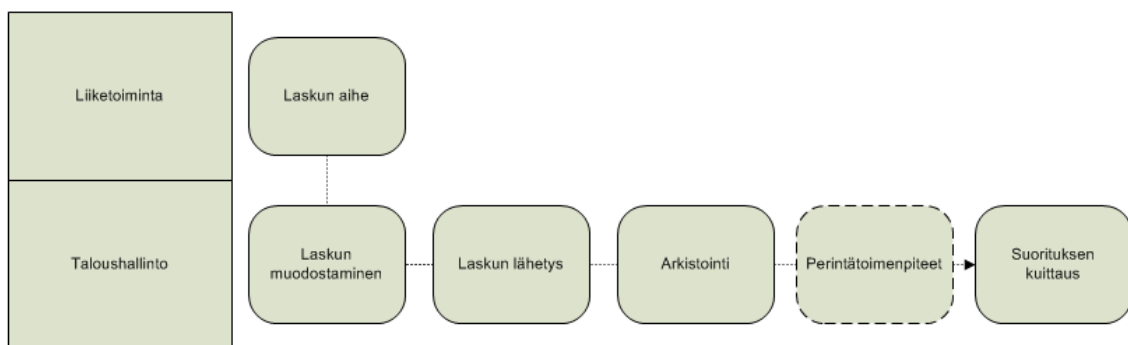 Liiketoiminta
Laskun aihe
Taloushallinto
Laskun
muodostaminen
Laskun lähetys
Arkistointi
Perintätoimenpiteet
Suorituksen
kuittaus